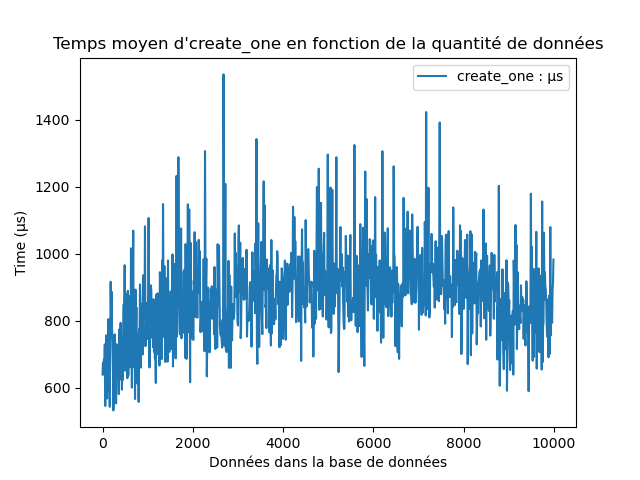 Temps moyen d'create_one en fonction de la quantité de données
create_one : µs
1400
1200
1000
800
600
Time (µs)
0 2000 4000 6000 8000 10000
Données dans la base de données